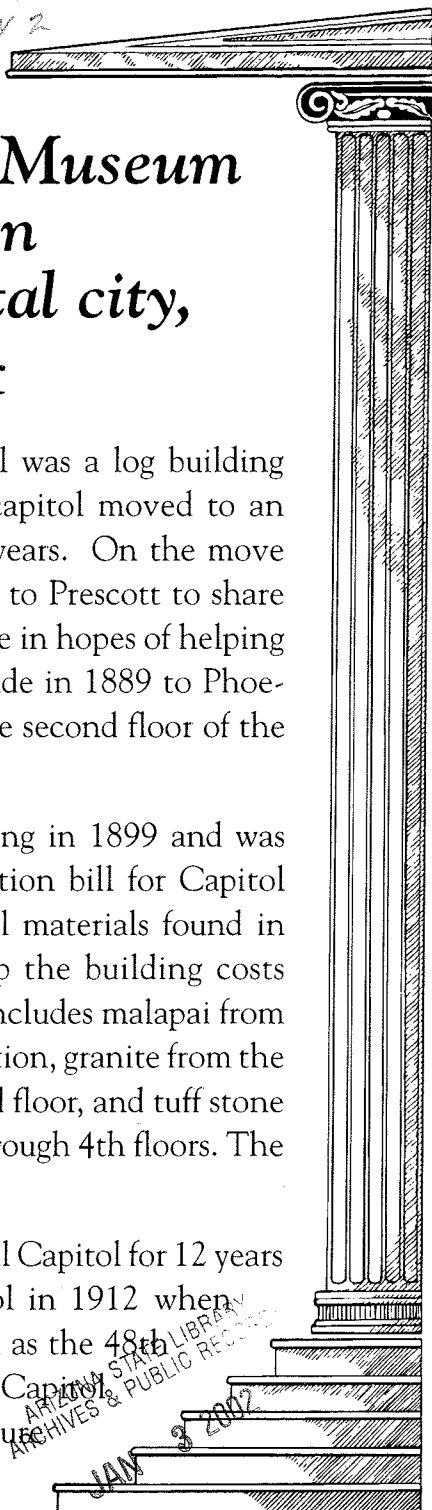 Museum
n
tal city,
l was a log building
capitol moved to an
years. On the move
to Prescott to share
e in hopes of helping
de in 1889 to Phoe-
e second floor of the
ng in 1899 and was
tion bill for Capitol
l materials found in
p the building costs
ncludes malapai from
tion, granite from the
l floor, and tuff stone
rough 4th floors. The
l Capitol for 12 years
ol in 1912 when
as the 48th
Capitol.
ure
ARIZONA STATE LIBRARY
ARCHIVES & PUBLIC RECORDS
JAN 3 2002